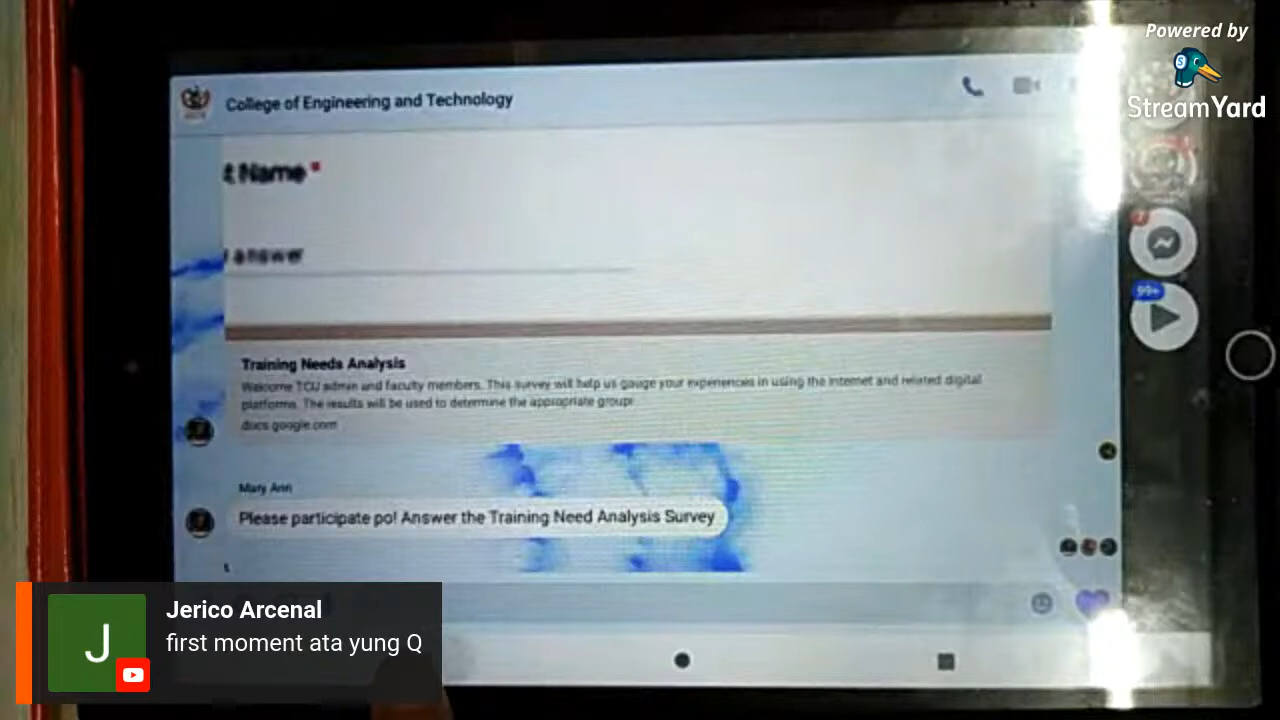 Powered by
StreamYard
College of Engineering and Technology
t Name *
answer
Training Needs Analysis
Welcome TCU admin and faculty members. This survey will help us gauge your experiences in using the internet and related digital
platforms. The results will be used to determine the appropriate group
docs.google.com
Mary Ann
Please participate po! Answer the Training Need Analysis Survey
99+
J
Jerico Arcenal
first moment ata yung Q